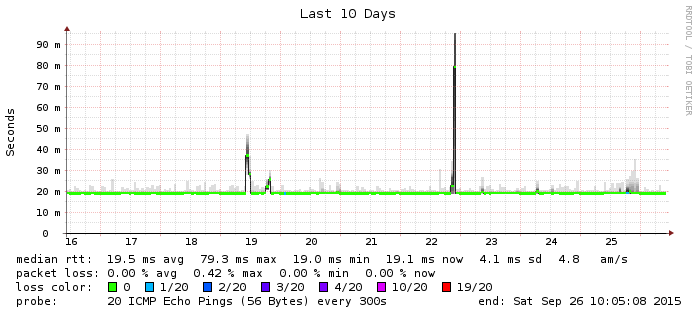 Last 10 Days
RRDTOOL / TOBI OETIKER
Seconds
90 m
80 m
70 m
60 m
50 m
40 m
30 m
20 m
10 m
0
16 17 18 19 20 21 22 23 24 25
median rtt: 19.5 ms avg 79.3 ms max 19.0 ms min 19.1 ms now 4.1 ms sd 4.8 am/s
packet loss: 0.00 % avg 0.42 % max 0.00 % min 0.00 % now
loss color: 0 1/20 2/20 3/20 4/20 10/20 19/20
probe: 20 ICMP Echo Pings (56 Bytes) every 300s end: Sat Sep 26 10:05:08 2015